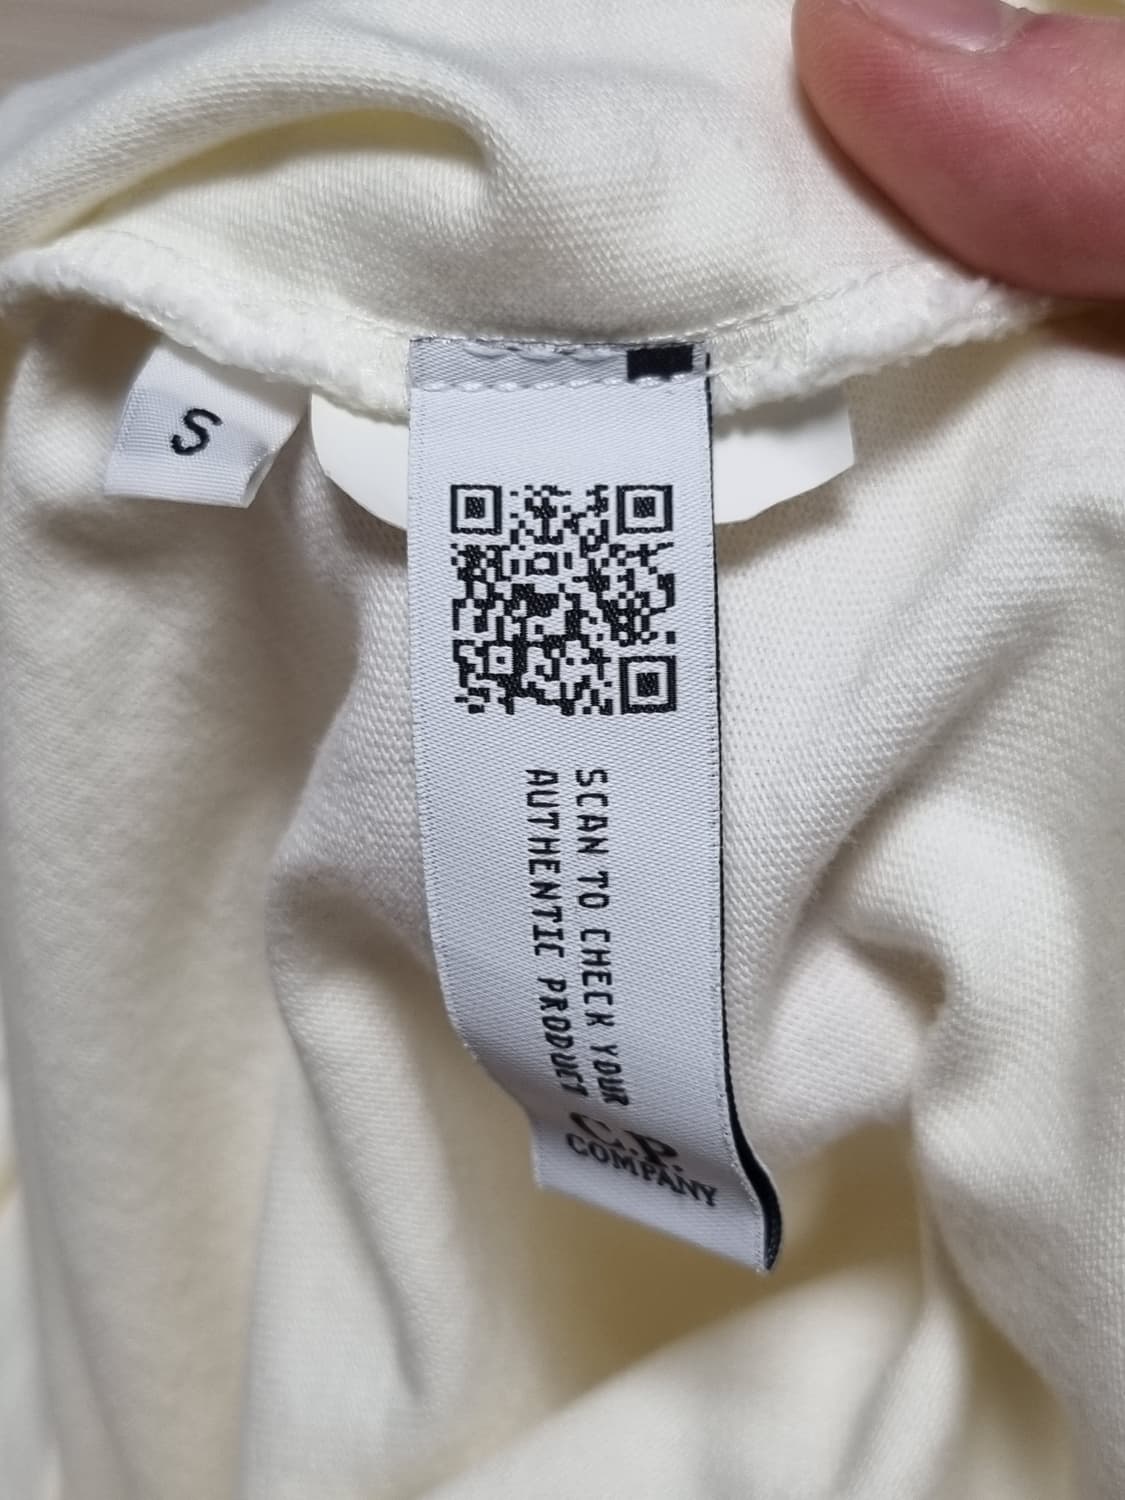 S
SCAN TO CHECK YOUR
AUTHENTIC PRODUCT
C.P.
COMPANY